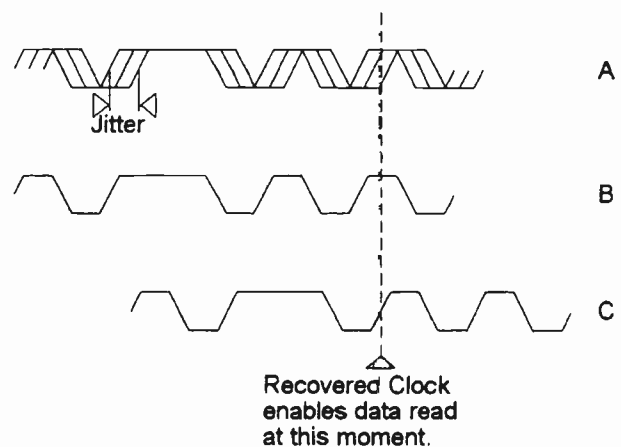 A
Jitter
B
C
Recovered Clock
enables data read
at this moment.